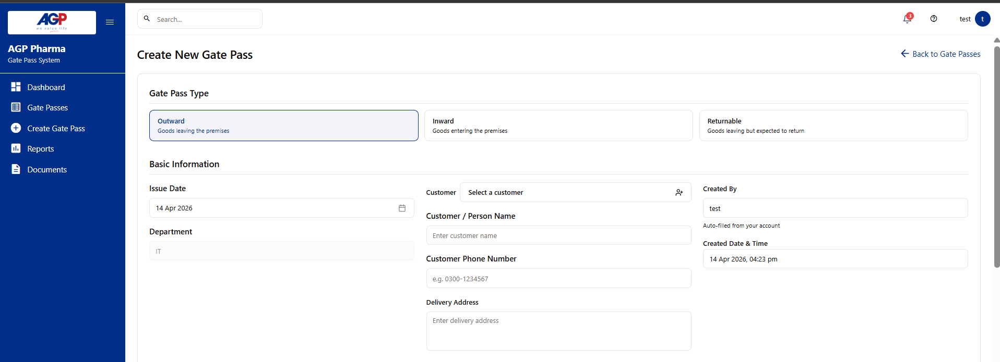 AGP
we value life
Search...
3
test
t
AGP Pharma
Gate Pass System
Dashboard
Gate Passes
Create Gate Pass
Reports
Documents
Create New Gate Pass
Back to Gate Passes
Gate Pass Type
Outward
Goods leaving the premises
Inward
Goods entering the premises
Returnable
Goods leaving but expected to return
Basic Information
Issue Date
14 Apr 2026
Department
IT
Customer
Select a customer
Customer / Person Name
Enter customer name
Customer Phone Number
e.g. 0300-1234567
Delivery Address
Enter delivery address
Created By
test
Auto-filled from your account
Created Date & Time
14 Apr 2026, 04:23 pm